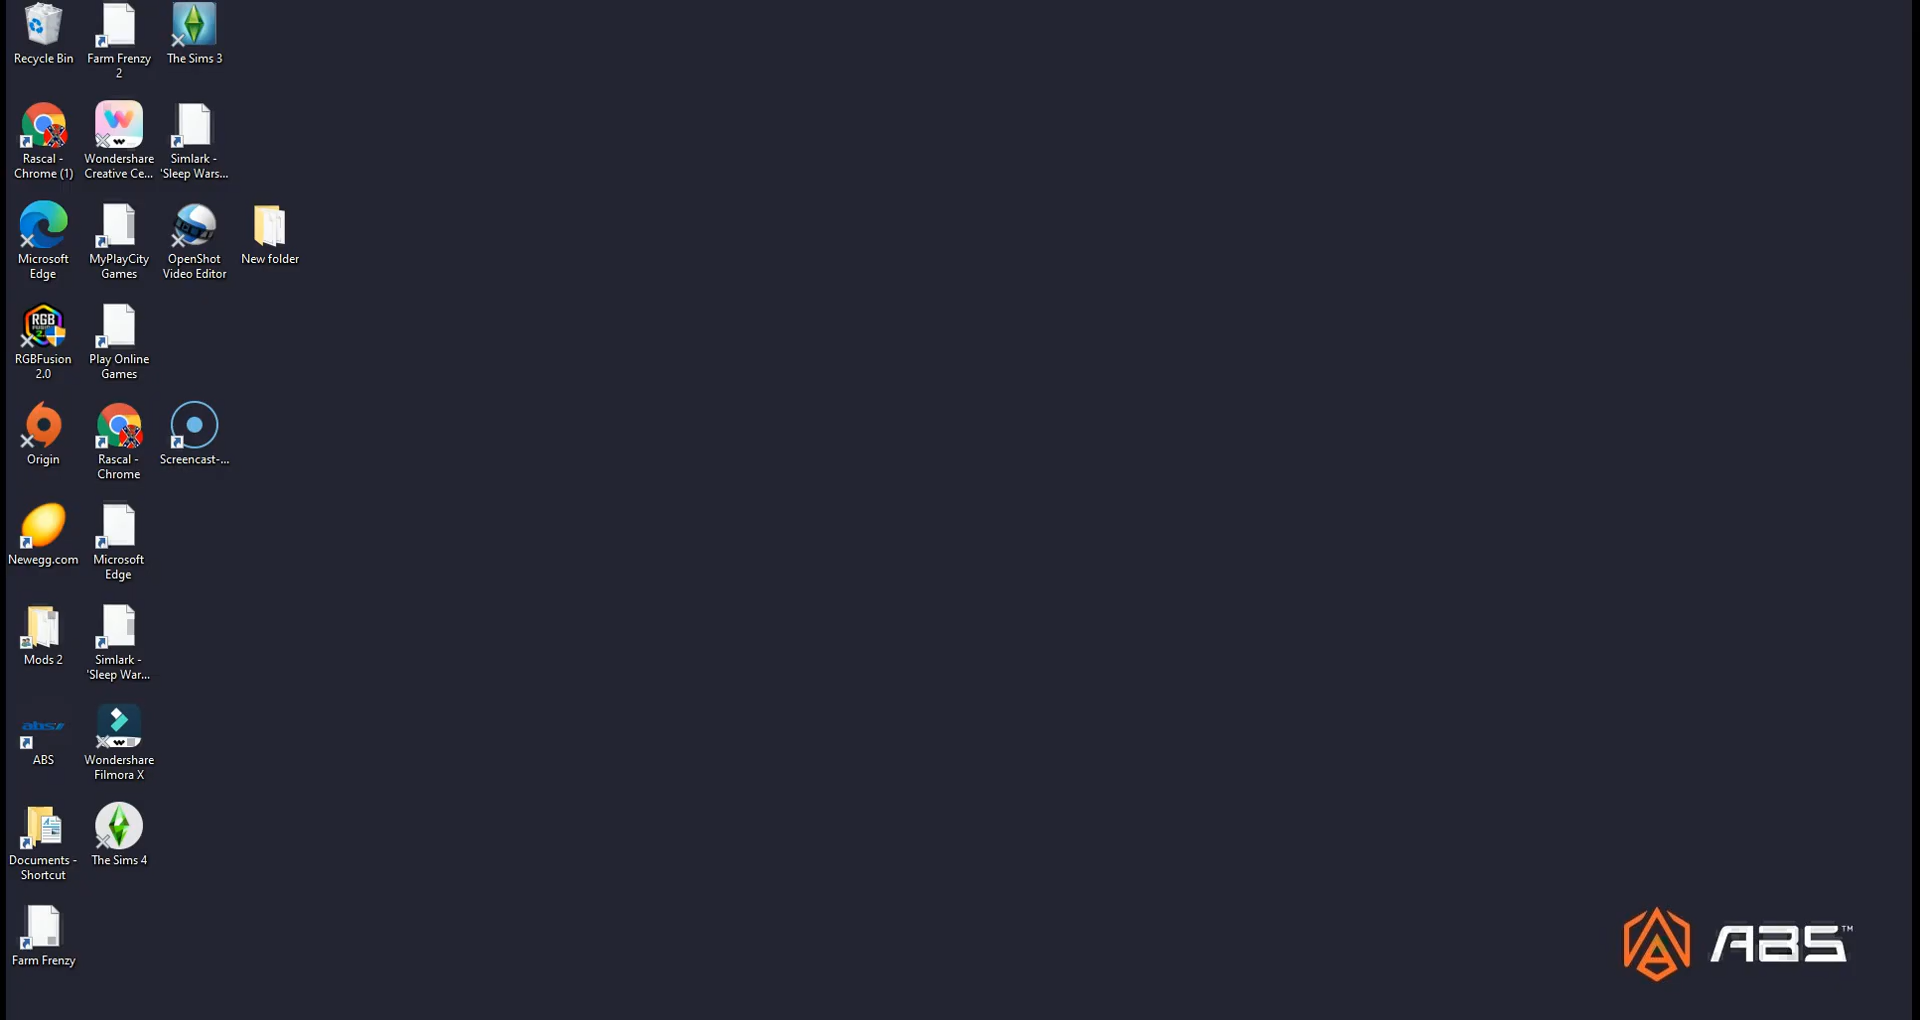 Recycle Bin
Farm Frenzy
2
The Sims 3
Rascal -
Chrome (1)
Wondershare
Creative Ce...
Simlark -
'Sleep Wars...
Microsoft
Edge
MyPlayCity
Games
OpenShot
Video Editor
New folder
RGB
RGBFusion
2.0
Play Online
Games
Origin
Rascal -
Chrome
Screencast-...
Newegg.com
Microsoft
Edge
Mods 2
Simlark -
'Sleep War...
abs
ABS
Wondershare
Filmora X
Documents -
Shortcut
The Sims 4
Farm Frenzy
ABS™